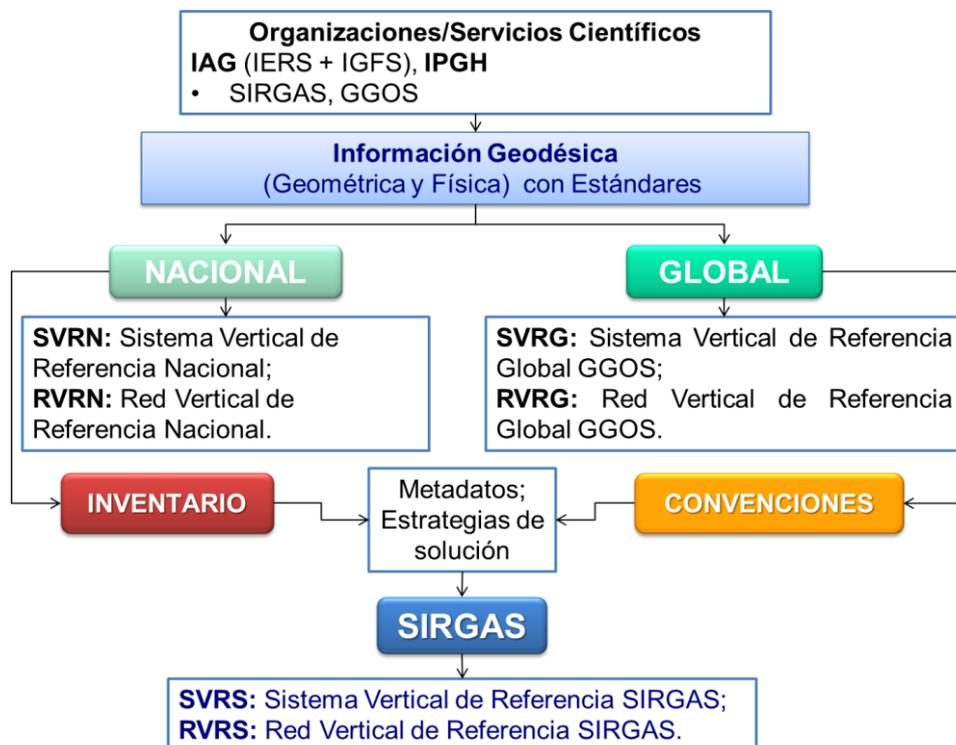 Organizaciones/Servicios Científicos
IAG (IERS + IGFS), IPGH
• SIRGAS, GGOS
Información Geodésica
(Geométrica y Física) con Estándares
NACIONAL
GLOBAL
SVRN: Sistema Vertical de
Referencia Nacional;
RVRN: Red Vertical de
Referencia Nacional.
SVRG: Sistema Vertical de Referencia
Global GGOS;
RVRG: Red Vertical de Referencia
Global GGOS.
INVENTARIO
Metadatos;
Estrategias de
solución
CONVENCIONES
SIRGAS
SVRS: Sistema Vertical de Referencia SIRGAS;
RVRS: Red Vertical de Referencia SIRGAS.